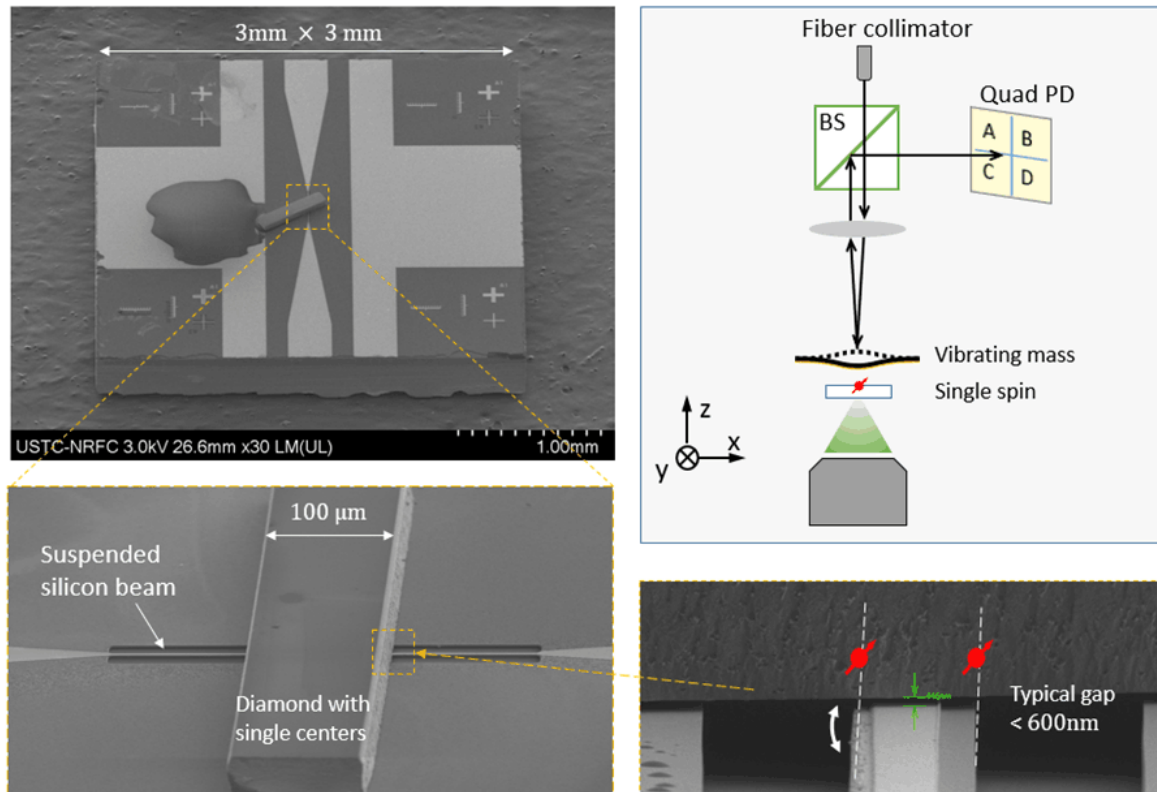 3mm × 3 mm
USTC-NRFC 3.0kV 26.6mm x30 LM(UL)
1.00mm
Fiber collimator
Quad PD
BS
A
B
C
D
Vibrating mass
Single spin
z
x
y
100 μm
Suspended
silicon beam
Diamond with
single centers
Typical gap
< 600nm